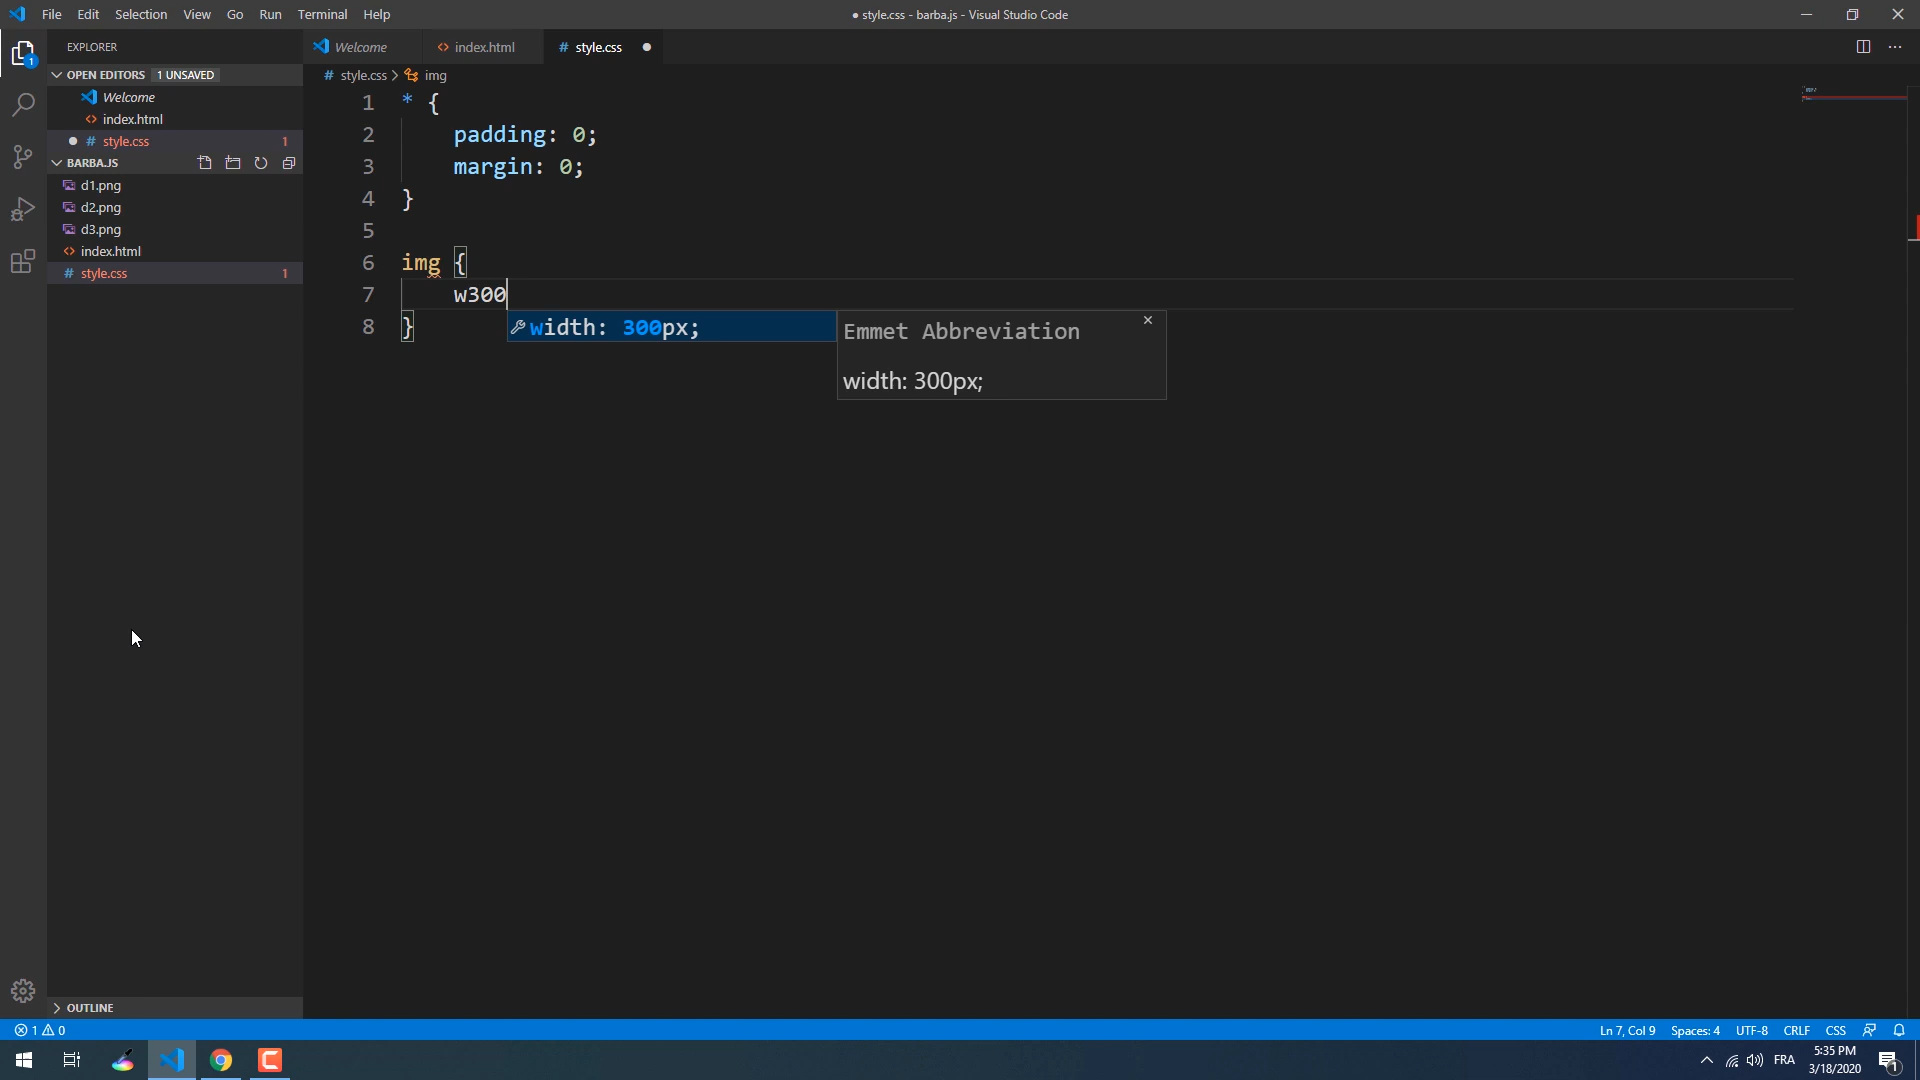 File Edit Selection View Go Run Terminal Help
● style.css - barba.js - Visual Studio Code
EXPLORER
Welcome
index.html
# style.css ●
OPEN EDITORS 1 UNSAVED
# style.css > img
Welcome
index.html
# style.css 1
BARBA.JS
d1.png
d2.png
d3.png
index.html
# style.css 1
1 * {
2 padding: 0;
3 margin: 0;
4 }
5
6 img {
7 w300
8 }
width: 300px;
Emmet Abbreviation
width: 300px;
OUTLINE
1 0
Ln 7, Col 9 Spaces: 4 UTF-8 CRLF CSS
FRA
5:35 PM
3/18/2020
1
1